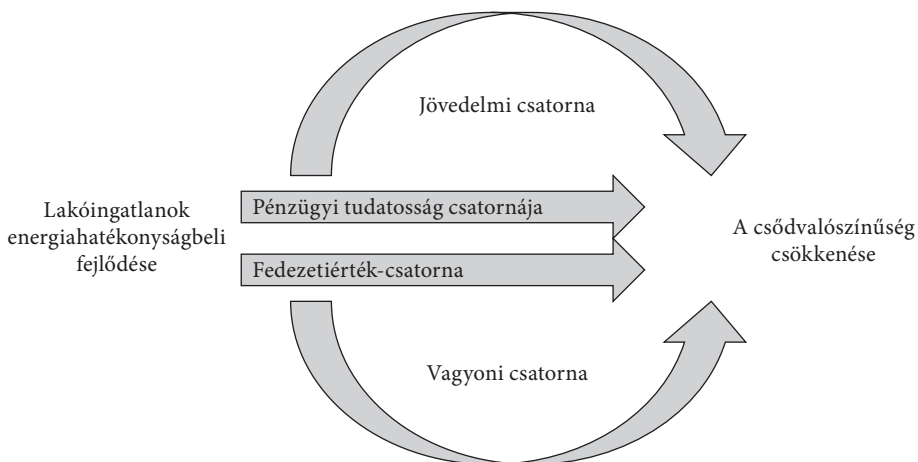 Jövedelmi csatorna
Lakóingatlanok
energiahatékonyságbeli
fejlődése
Pénzügyi tudatosság csatornája
Fedezetiérték-csatorna
A csődvalószínűség
csökkenése
Vagyoni csatorna